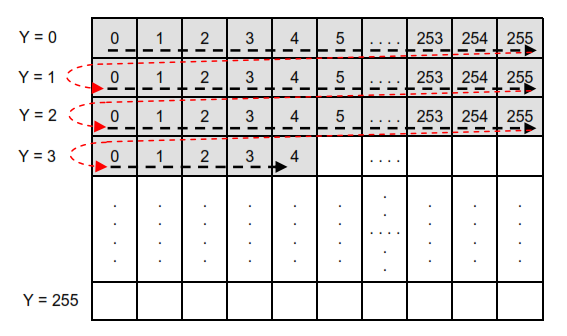 Y = 0 0 1 2 3 4 5 .... 253 254 255
Y = 1 0 1 2 3 4 5 .... 253 254 255
Y = 2 0 1 2 3 4 5 .... 253 254 255
Y = 3 0 1 2 3 4 ....
. . . . . . . . . .
. . . . . . . . . .
. . . . . . .... . . .
. . . . . . . . . .
Y = 255